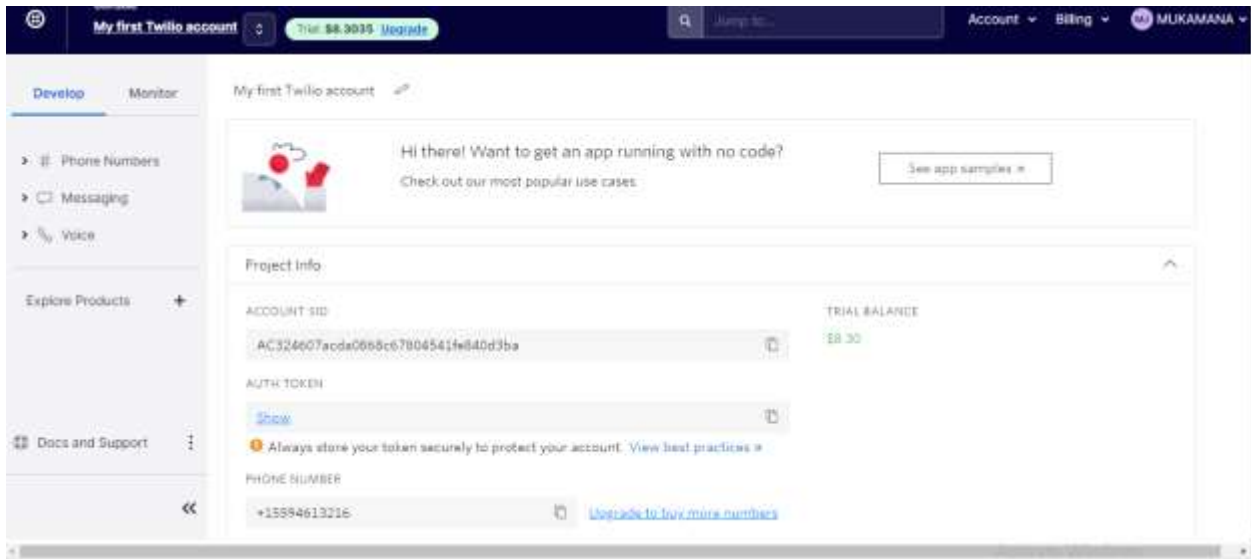 My first Twilio account
Trial: $8.3035 Upgrade
Jump to...
Account
Billing
MU MUKAMANA
Develop
Monitor
My first Twilio account
# Phone Numbers
Messaging
Voice
Explore Products +
Docs and Support
Hi there! Want to get an app running with no code?
Check out our most popular use cases
See app samples »
Project Info
ACCOUNT SID
TRIAL BALANCE
$8.30
AUTH TOKEN
Show
Always store your token securely to protect your account. View best practices »
PHONE NUMBER
+15594613216
Upgrade to buy more numbers